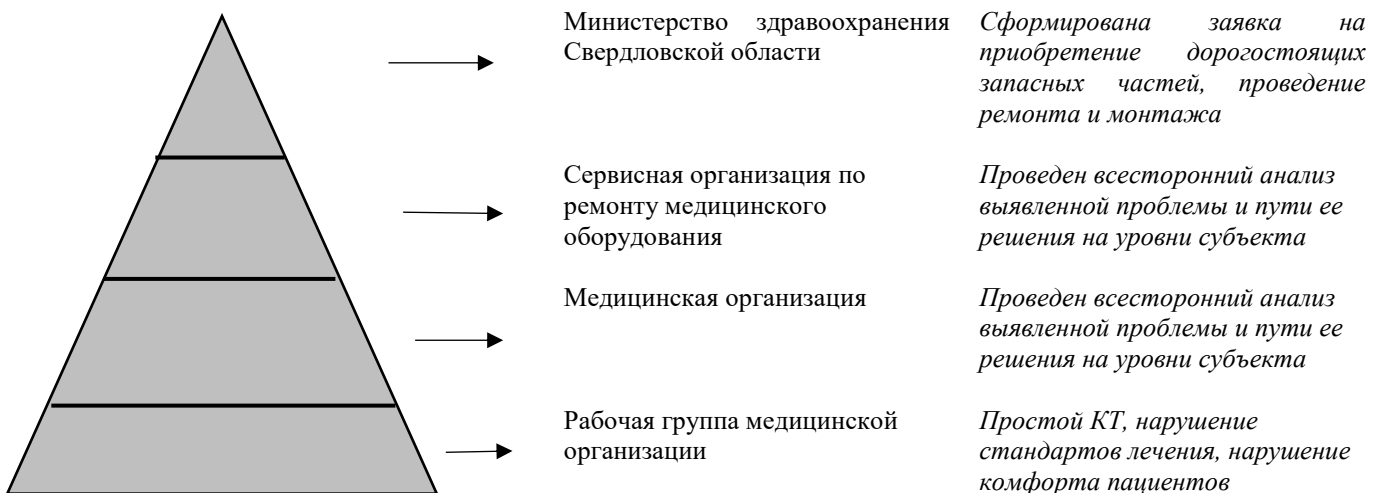 Министерство здравоохранения
Свердловской области
Сформирована заявка на
приобретение дорогостоящих
запасных частей, проведение
ремонта и монтажа
Сервисная организация по
ремонту медицинского
оборудования
Проведен всесторонний анализ
выявленной проблемы и пути ее
решения на уровни субъекта
Медицинская организация
Проведен всесторонний анализ
выявленной проблемы и пути ее
решения на уровни субъекта
Рабочая группа медицинской
организации
Простой КТ, нарушение
стандартов лечения, нарушение
комфорта пациентов